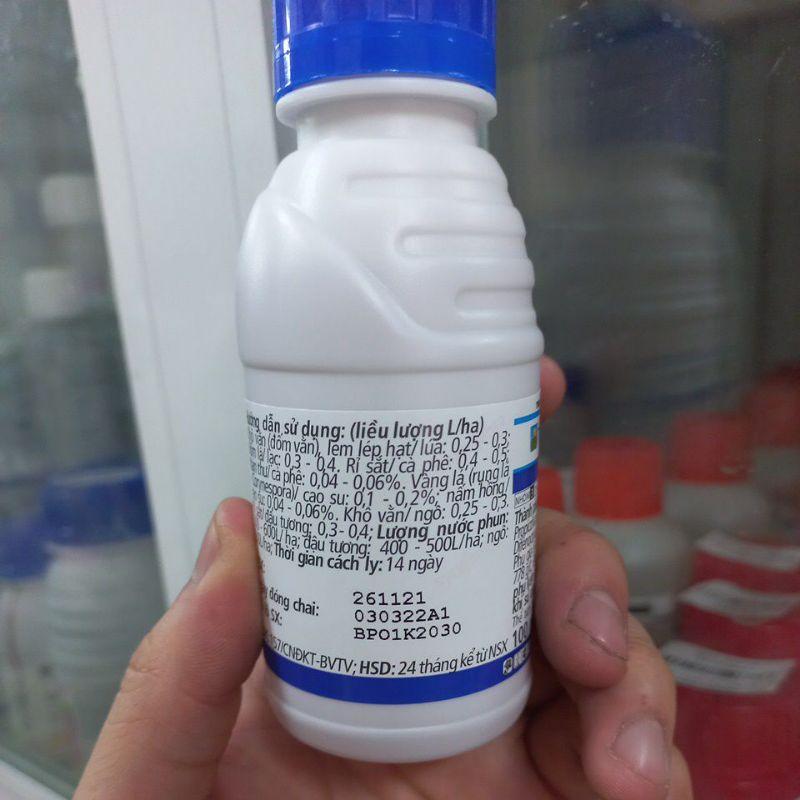 dẫn sử dụng: (liều lượng L/ha)
vằn (đốm vằn), lem lép hạt/ lúa: 0,25 - 0,3;
lá/ lạc: 0,3 - 0,4. Rỉ sắt/ cà phê: 0,4 - 0,5;
thư/ cà phê: 0,04 - 0,06%. Vàng lá (rụng lá
cao su: 0,1 - 0,2%; nấm hồng/
0,04 - 0,06%. Khô vằn/ ngô: 0,25 - 0,3.
đậu tương: 0,3- 0,4; Lượng nước phun:
600L/ ha; đậu tương: 400 - 500L/ha; ngô:
Thời gian cách ly: 14 ngày
đóng chai: 261121
SX: 030322A1
BPO1K2030
157/CNĐKT-BVTV; HSD: 24 tháng kể từ NSX